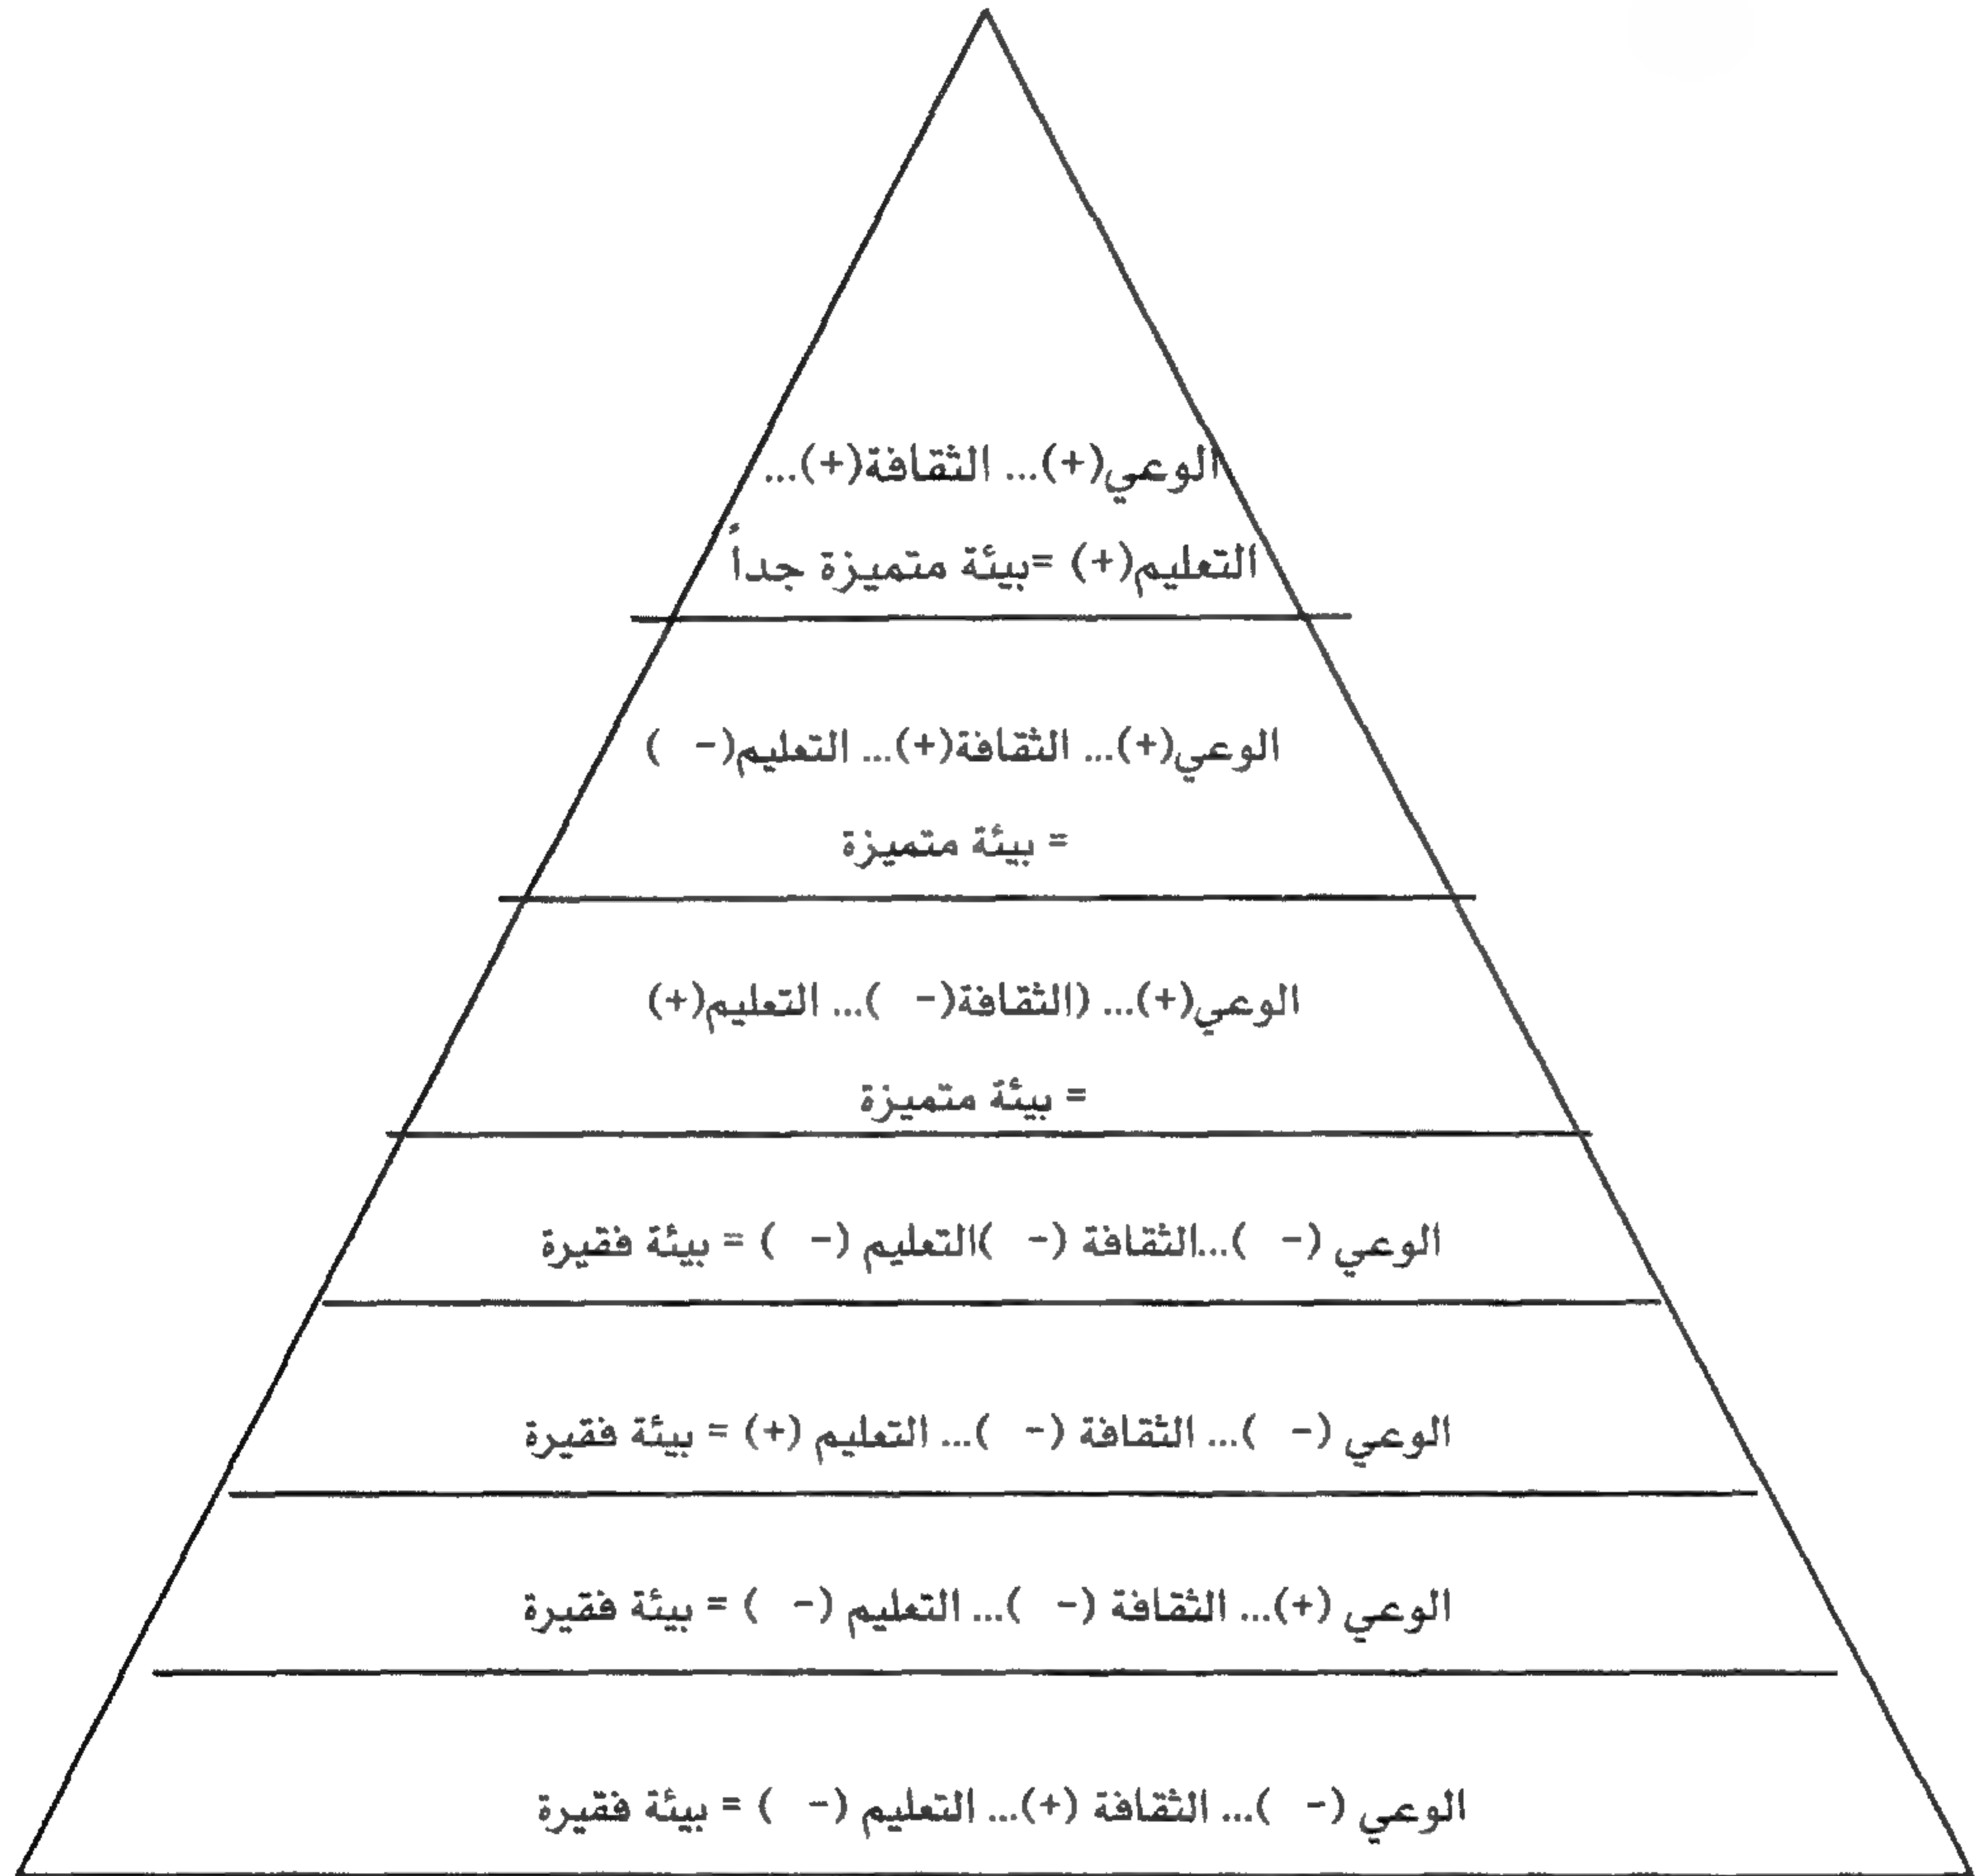 الوعي(+)... الثقافة(+)...
التعليم(+) =بيئة متميزة جداً
الوعي(+)... الثقافة(+)... التعليم(- )
= بيئة متميزة
الوعي(+)... (الثقافة(- )... التعليم(+)
= بيئة متميزة
الوعي (- )...الثقافة (- )التعليم (- ) = بيئة فقيرة
الوعي (- )... الثقافة (- )... التعليم (+) = بيئة فقيرة
الوعي (+)... الثقافة (- )... التعليم (- ) = بيئة فقيرة
الوعي (- )... الثقافة (+)... التعليم (- ) = بيئة فقيرة